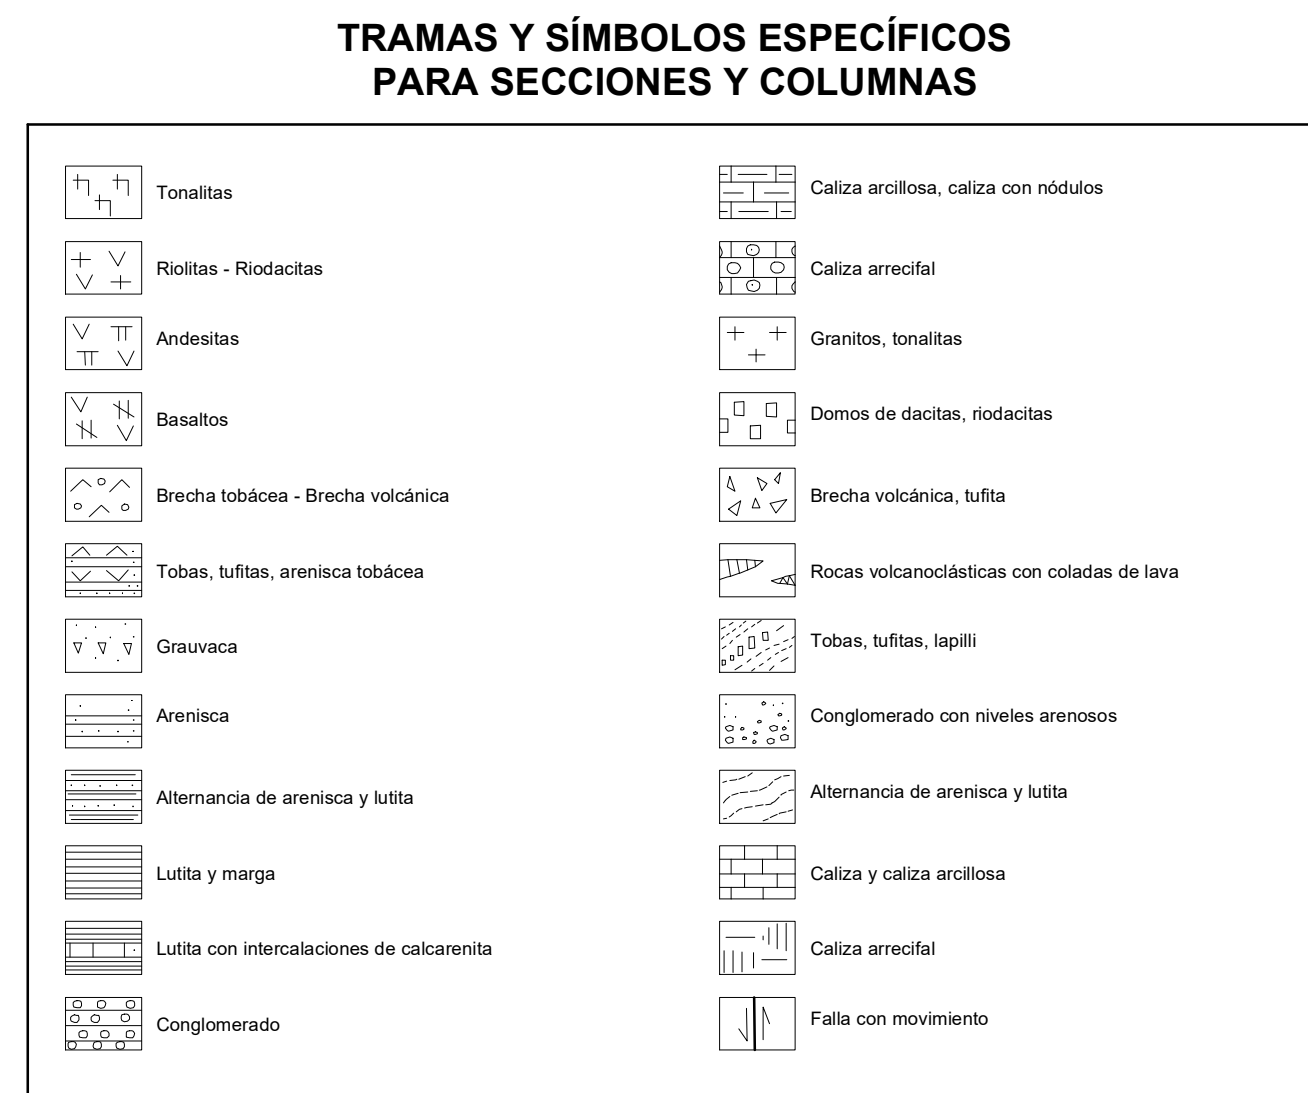 TRAMAS Y SÍMBOLOS ESPECÍFICOS
PARA SECCIONES Y COLUMNAS
Tonalitas
Riolitas - Riodacitas
Andesitas
Basaltos
Brecha tobácea - Brecha volcánica
Tobas, tufitas, arenisca tobácea
Grauvaca
Arenisca
Alternancia de arenisca y lutita
Lutita y marga
Lutita con intercalaciones de calcarenita
Conglomerado
Caliza arcillosa, caliza con nódulos
Caliza arrecifal
Granitos, tonalitas
Domos de dacitas, riodacitas
Brecha volcánica, tufita
Rocas volcanoclásticas con coladas de lava
Tobas, tufitas, lapilli
Conglomerado con niveles arenosos
Alternancia de arenisca y lutita
Caliza y caliza arcillosa
Caliza arrecifal
Falla con movimiento